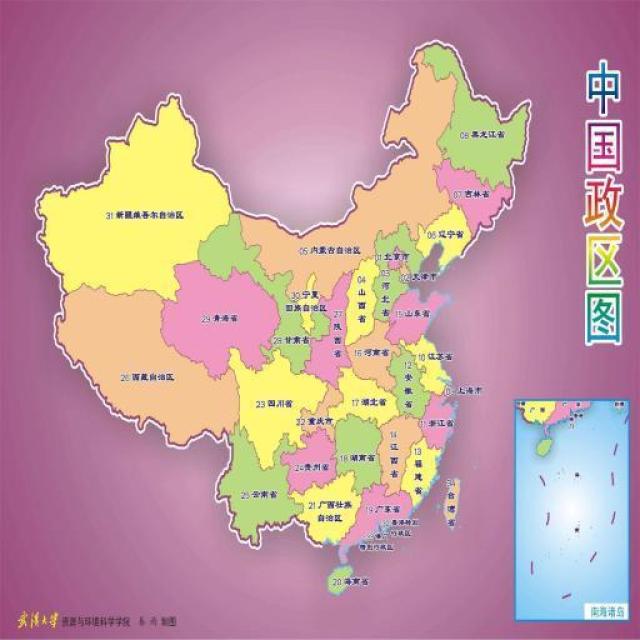 中国政区图
08 黑龙江省
07 吉林省
06 辽宁省
31 新疆维吾尔自治区
05 内蒙古自治区
01 北京市
02 天津市
03 河北省
04 山西省
30 宁夏
回族自治区
29 青海省
28 甘肃省
27 陕西省
15 山东省
16 河南省
10 江苏省
12 安徽省
上海市
26 西藏自治区
23 四川省
17 湖北省
22 重庆市
11 浙江省
14 江西省
18 湖南省
24 贵州省
13 福建省
25 云南省
21 广西壮族
自治区
19 广东省
台湾省
香港特别
行政区
特别行政区
20 海南省
南海诸岛
武汉大学 资源与环境科学学院
制图